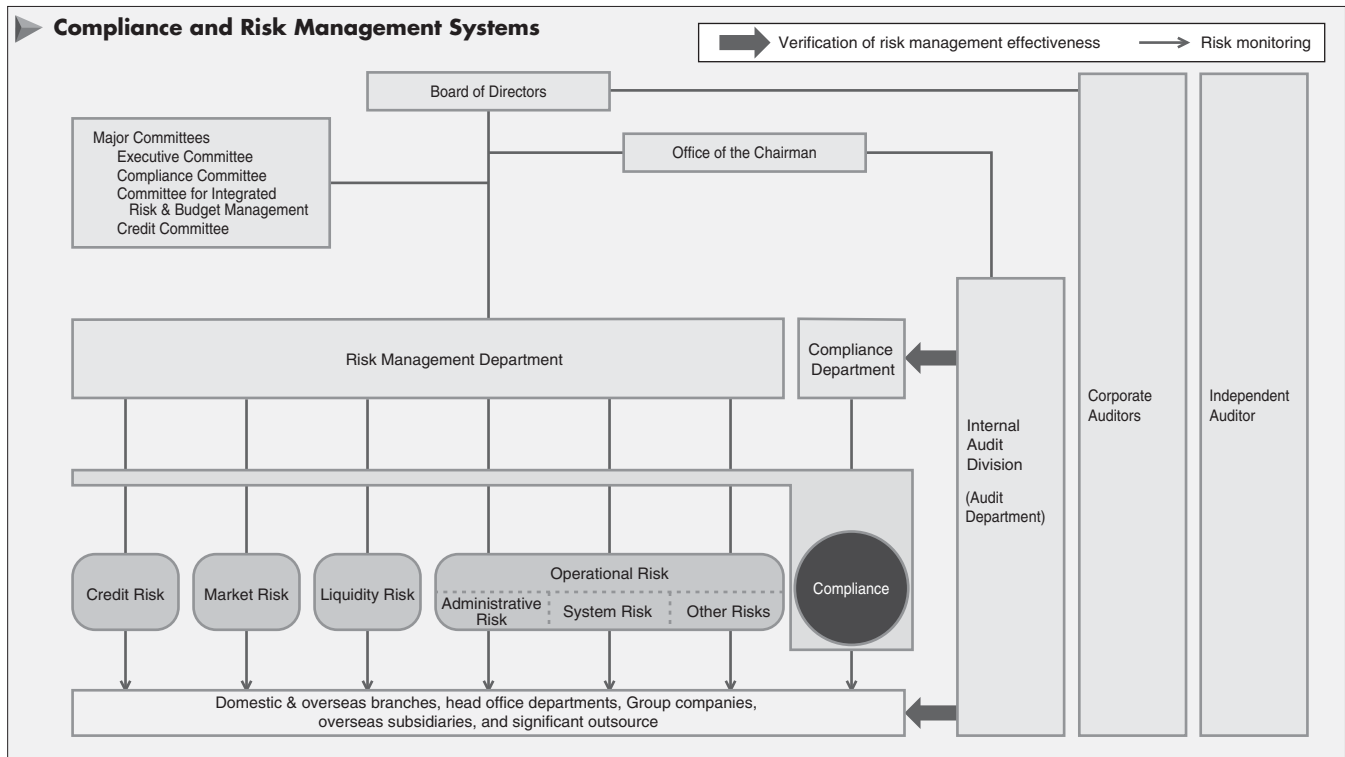 Compliance and Risk Management Systems
Verification of risk management effectiveness
Risk monitoring
Board of Directors
Major Committees
Executive Committee
Compliance Committee
Committee for Integrated
Risk & Budget Management
Credit Committee
Office of the Chairman
Risk Management Department
Compliance
Department
Internal
Audit
Division
(Audit
Department)
Corporate
Auditors
Independent
Auditor
Credit Risk
Market Risk
Liquidity Risk
Operational Risk
Administrative
Risk
System Risk
Other Risks
Compliance
Domestic & overseas branches, head office departments, Group companies,
overseas subsidiaries, and significant outsource